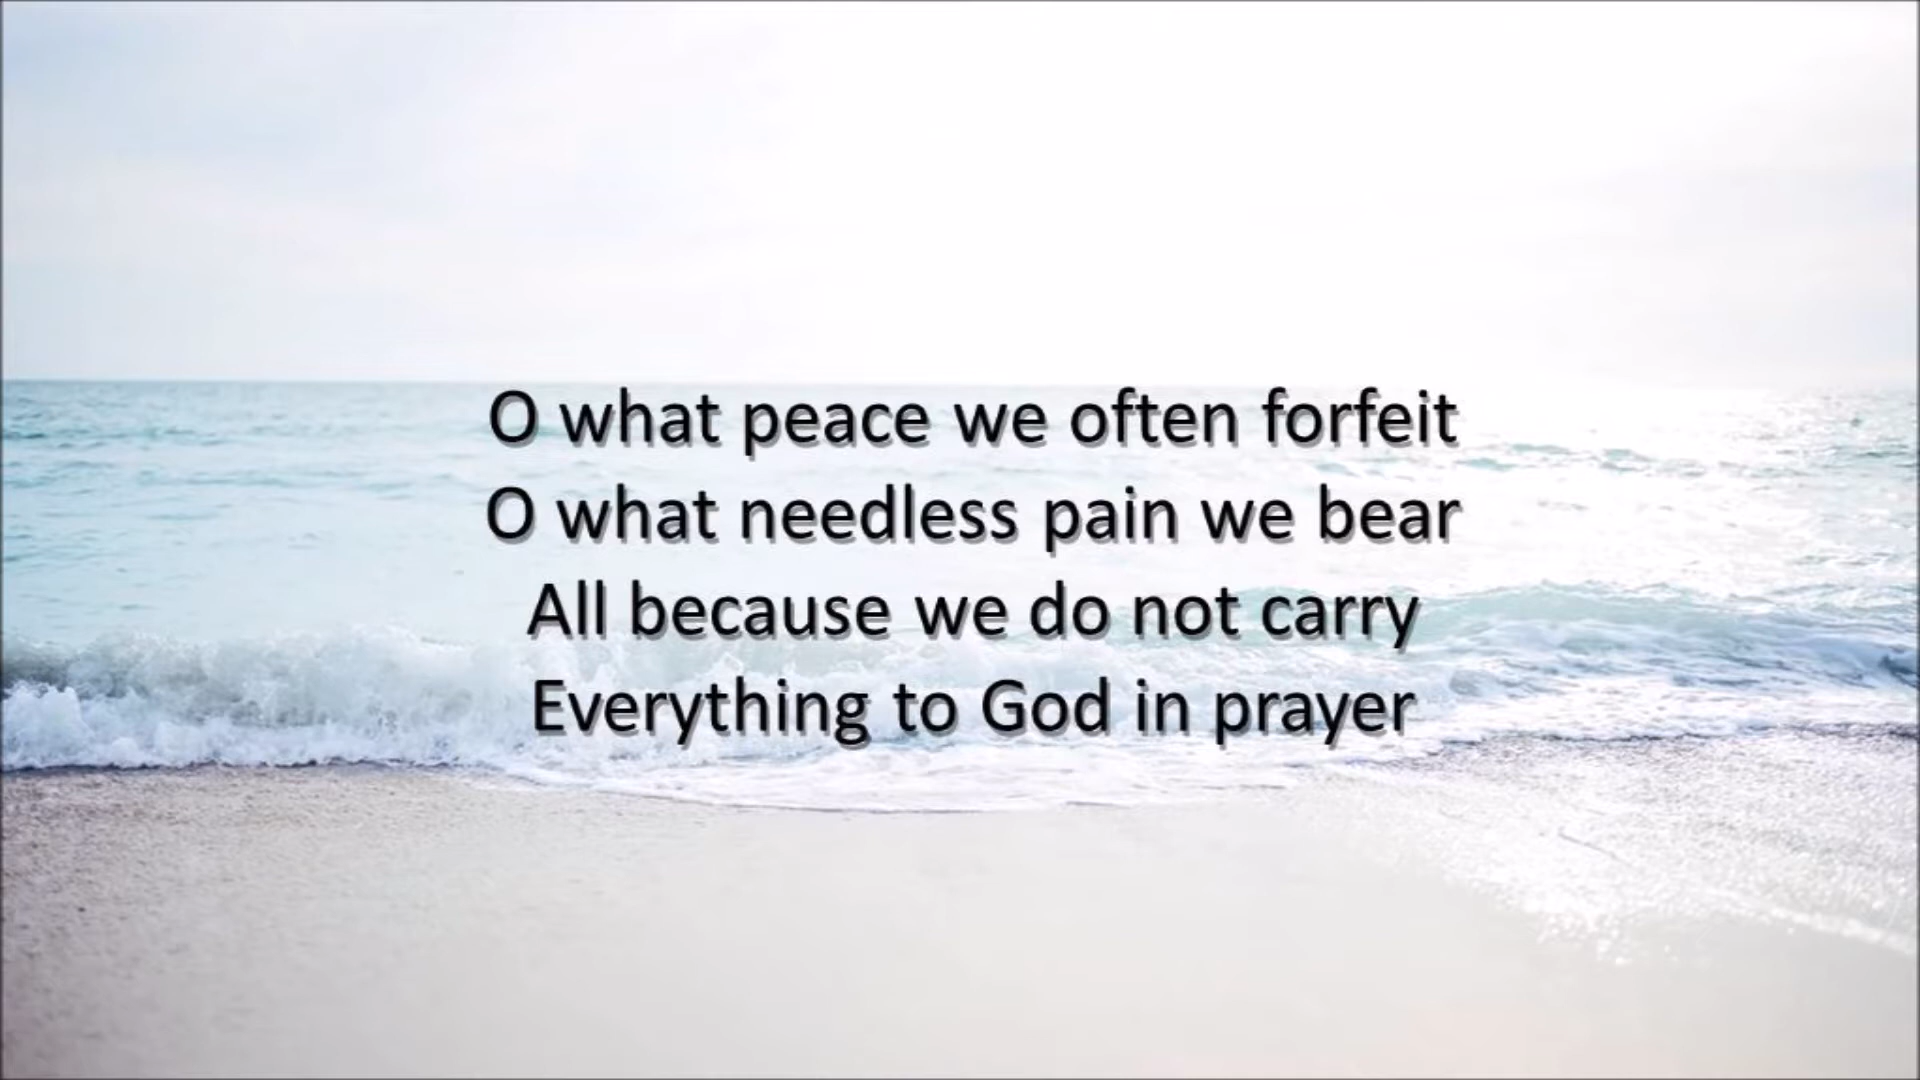 O what peace we often forfeit
O what needless pain we bear
All because we do not carry
Everything to God in prayer